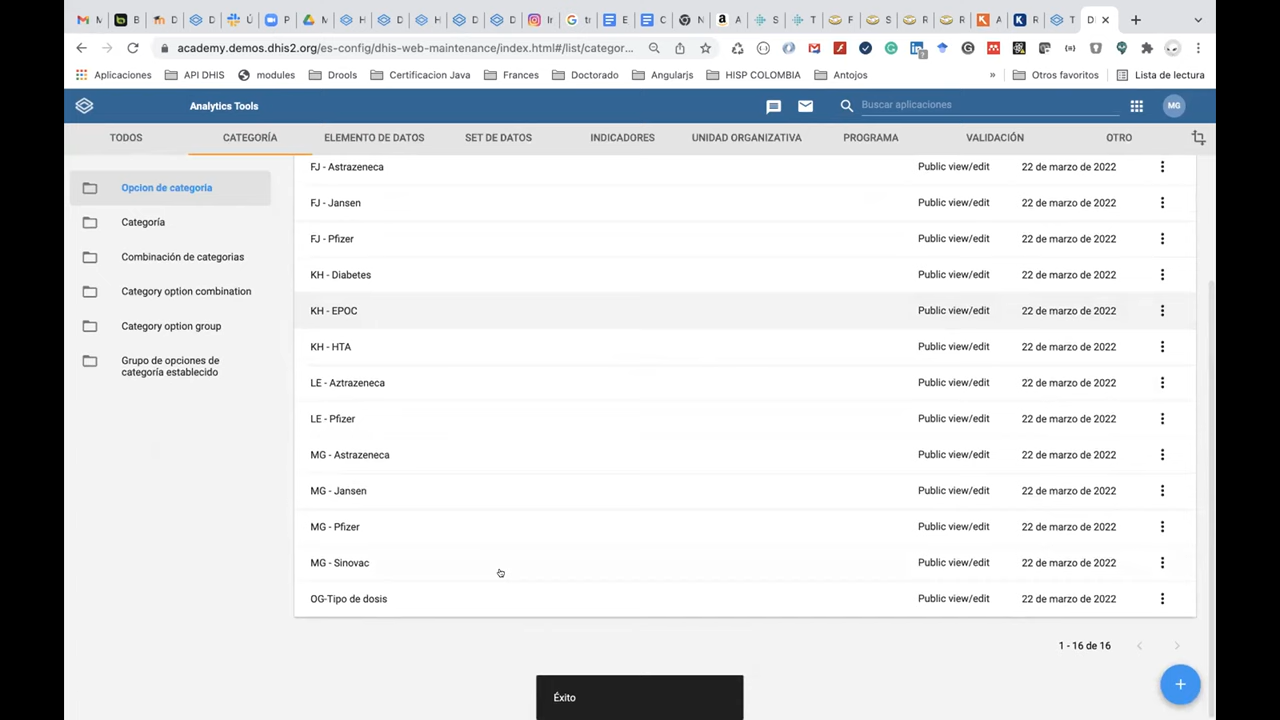 M
B
M
D
Ú
D
S
P
M
H
D
H
D
D
In
tr
E
C
N
A
S
T
F
S
R
R
A
R
T
D
academy.demos.dhis2.org/es-config/dhis-web-maintenance/index.html#/list/categor...
Aplicaciones
API DHIS
modules
Drools
Certificacion Java
Frances
Doctorado
Angularjs
HISP COLOMBIA
Antojos
»
Otros favoritos
Lista de lectura
Analytics Tools
Buscar aplicaciones
MG
TODOS
CATEGORÍA
ELEMENTO DE DATOS
SET DE DATOS
INDICADORES
UNIDAD ORGANIZATIVA
PROGRAMA
VALIDACIÓN
OTRO
Opcion de categoria
Categoría
Combinación de categorias
Category option combination
Category option group
Grupo de opciones de
categoría establecido
FJ - Astrazeneca Public view/edit 22 de marzo de 2022
FJ - Jansen Public view/edit 22 de marzo de 2022
FJ - Pfizer Public view/edit 22 de marzo de 2022
KH - Diabetes Public view/edit 22 de marzo de 2022
KH - EPOC Public view/edit 22 de marzo de 2022
KH - HTA Public view/edit 22 de marzo de 2022
LE - Aztrazeneca Public view/edit 22 de marzo de 2022
LE - Pfizer Public view/edit 22 de marzo de 2022
MG - Astrazeneca Public view/edit 22 de marzo de 2022
MG - Jansen Public view/edit 22 de marzo de 2022
MG - Pfizer Public view/edit 22 de marzo de 2022
MG - Sinovac Public view/edit 22 de marzo de 2022
OG-Tipo de dosis Public view/edit 22 de marzo de 2022
1 - 16 de 16
Éxito